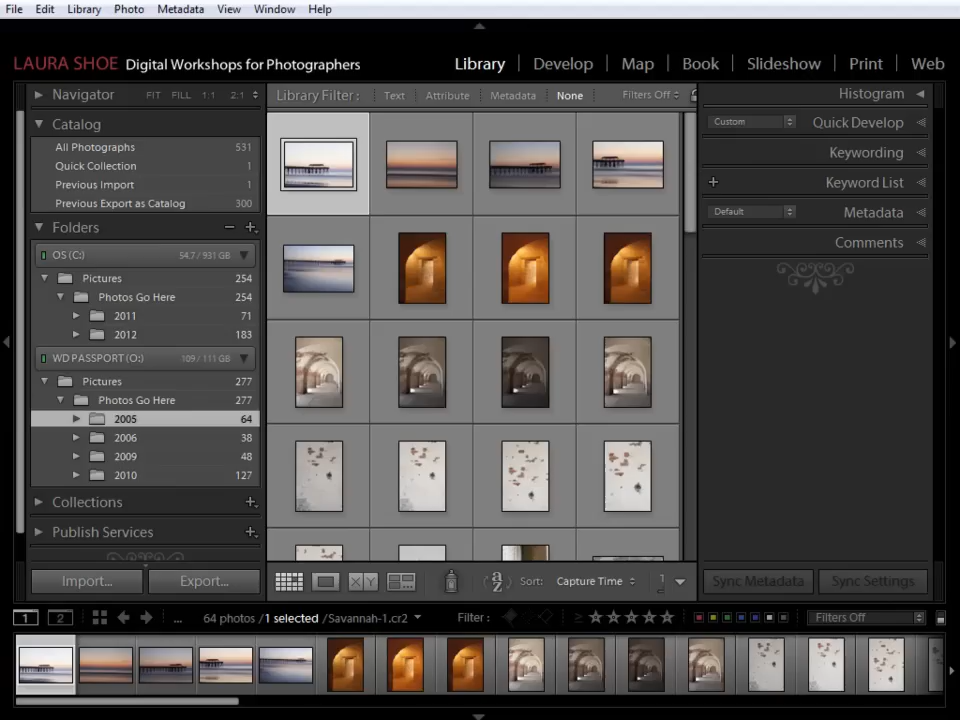 File Edit Library Photo Metadata View Window Help
LAURA SHOE Digital Workshops for Photographers
Library Develop Map Book Slideshow Print Web
Navigator FIT FILL 1:1 2:1
Catalog
All Photographs 531
Quick Collection 1
Previous Import 1
Previous Export as Catalog 300
Folders
OS (C:) 54.7 / 931 GB
Pictures 254
Photos Go Here 254
2011 71
2012 183
WD PASSPORT (O:) 109 / 111 GB
Pictures 277
Photos Go Here 277
2005 64
2006 38
2009 48
2010 127
Collections
Publish Services
Import... Export...
Library Filter: Text Attribute Metadata None Filters Off
Sort: Capture Time
Histogram
Custom Quick Develop
Keywording
Keyword List
Default Metadata
Comments
Sync Metadata Sync Settings
1 2 ... 64 photos / 1 selected / Savannah-1.cr2 Filter: Filters Off